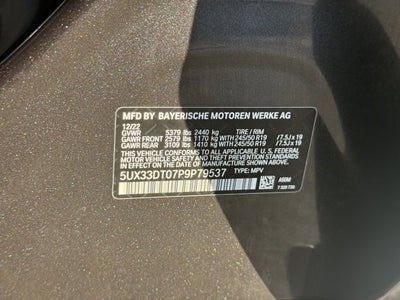 MFD BY BAYERISCHE MOTOREN WERKE AG
12/22
GVWR 5379 lbs 2440 kg TIRE / RIM
GAWR FRONT 2579 lbs 1170 kg WITH 245/50 R19 /7.5J x 19
GAWR REAR 3109 lbs 1410 kg WITH 245/50 R19 /7.5J x 19
THIS VEHICLE CONFORMS TO ALL APPLICABLE
FEDERAL MOTOR VEHICLE SAFETY, BUMPER, AND
THEFT PREVENTION STANDARDS IN EFFECT ON
THE DATE OF MANUFACTURE SHOWN ABOVE.
5UX33DT07P9P79537 TYPE: MPV